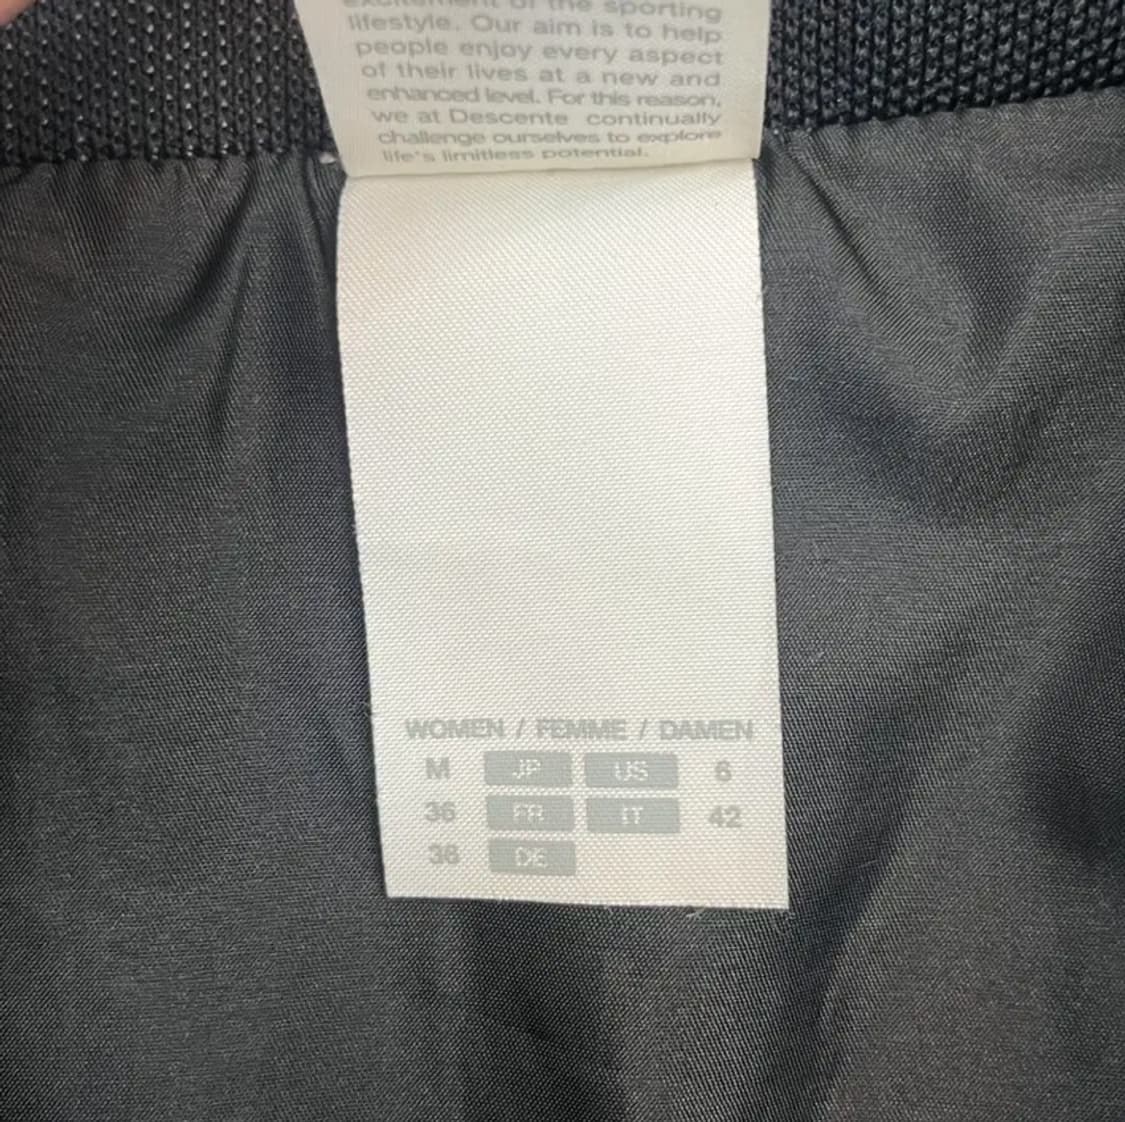 excitement of the sporting
lifestyle. Our aim is to help
people enjoy every aspect
of their lives at a new and
enhanced level. For this reason,
we at Descente continually
challenge ourselves to explore
life's limitless potential.
WOMEN / FEMME / DAMEN
M JP US 6
36 FR IT 42
36 DE